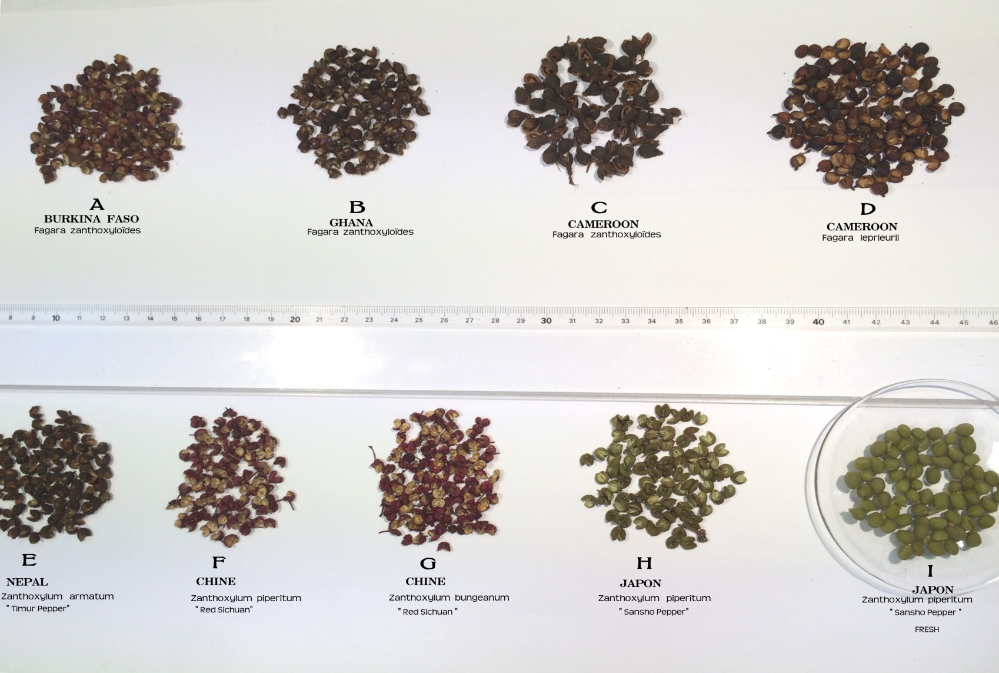 A
BURKINA FASO
Fagara zanthoxyloïdes
B
GHANA
Fagara zanthoxyloïdes
C
CAMEROON
Fagara zanthoxyloïdes
D
CAMEROON
Fagara leprieurii
8 9 10 11 12 13 14 15 16 17 18 19 20 21 22 23 24 25 26 27 28 29 30 31 32 33 34 35 36 37 38 39 40 41 42 43 44 45 46
E
NEPAL
Zanthoxylum armatum
" Timur Pepper"
F
CHINE
Zanthoxylum piperitum
" Red Sichuan"
G
CHINE
Zanthoxylum bungeanum
" Red Sichuan "
H
JAPON
Zanthoxylum piperitum
" Sansho Pepper"
I
JAPON
Zanthoxylum piperitum
" Sansho Pepper "
FRESH